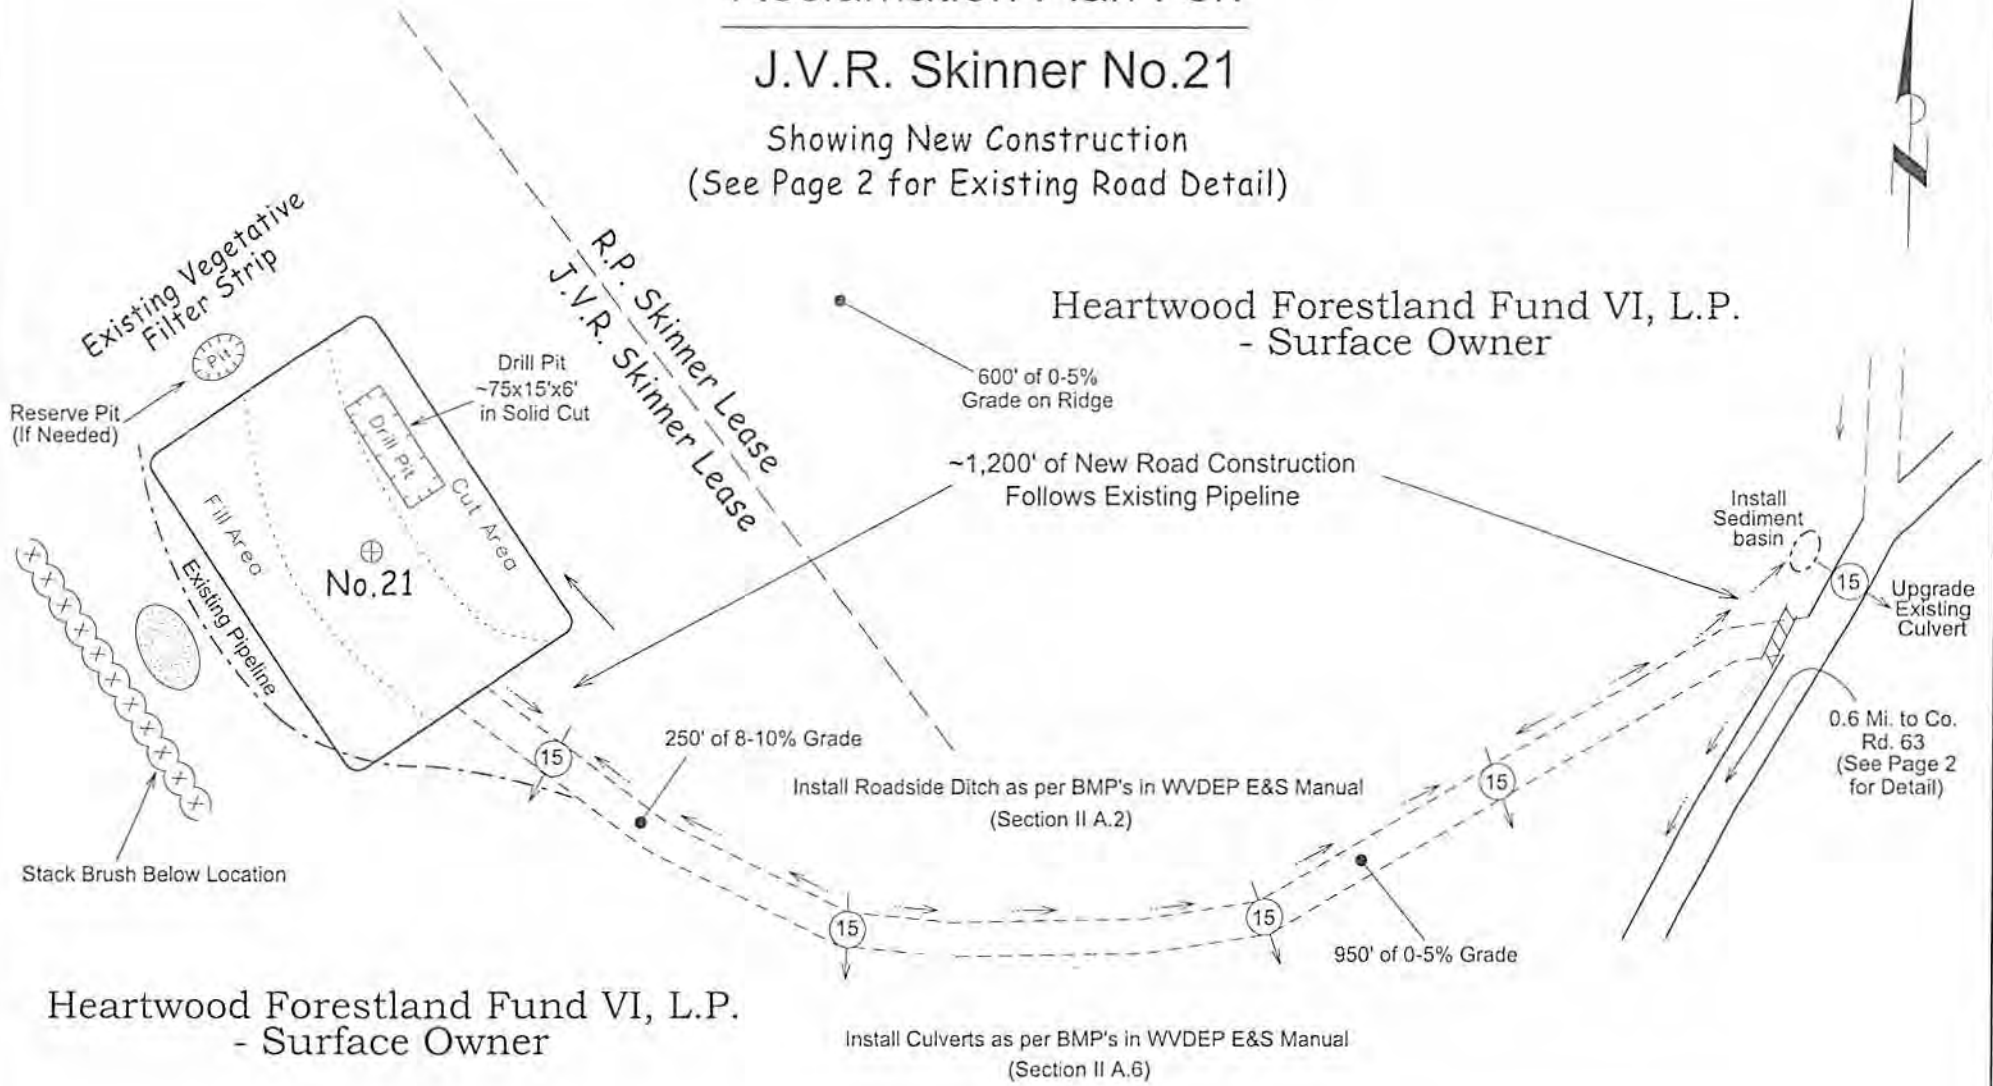 Reclamation Plan For:
J.V.R. Skinner No.21
Showing New Construction
(See Page 2 for Existing Road Detail)
N
Existing Vegetative
Filter Strip
Pit
Reserve Pit
(If Needed)
Drill Pit
~75x15'x6'
in Solid Cut
Drill Pit
Cut Area
Fill Area
No.21
Existing Pipeline
R.P. Skinner Lease
J.V.R. Skinner Lease
600' of 0-5%
Grade on Ridge
Heartwood Forestland Fund VI, L.P.
- Surface Owner
~1,200' of New Road Construction
Follows Existing Pipeline
Install
Sediment
basin
15
Upgrade
Existing
Culvert
0.6 Mi. to Co.
Rd. 63
(See Page 2
for Detail)
15
250' of 8-10% Grade
Install Roadside Ditch as per BMP's in WVDEP E&S Manual
(Section II A.2)
15
Stack Brush Below Location
15
15
950' of 0-5% Grade
Heartwood Forestland Fund VI, L.P.
- Surface Owner
Install Culverts as per BMP's in WVDEP E&S Manual
(Section II A.6)